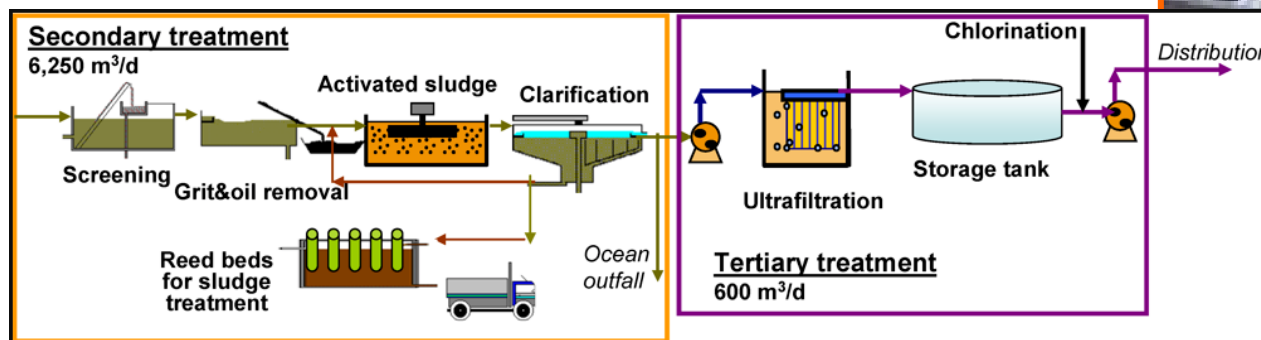 Secondary treatment
6,250 m³/d
Screening
Grit&oil removal
Activated sludge
Clarification
Reed beds
for sludge
treatment
Ocean
outfall
Chlorination
Distribution
Ultrafiltration
Storage tank
Tertiary treatment
600 m³/d